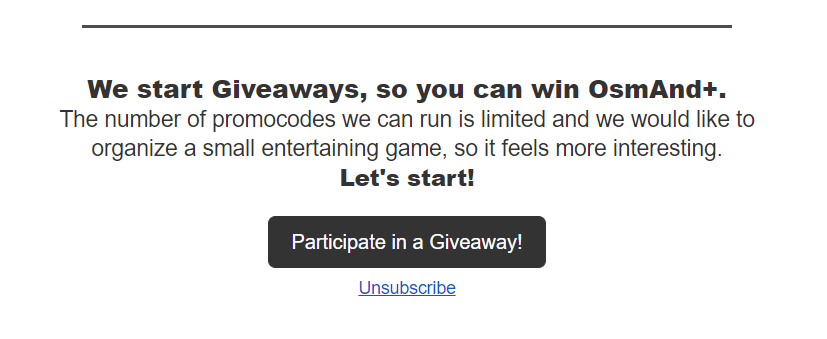 We start Giveaways, so you can win OsmAnd+.
The number of promocodes we can run is limited and we would like to
organize a small entertaining game, so it feels more interesting.
Let's start!
Participate in a Giveaway!
Unsubscribe